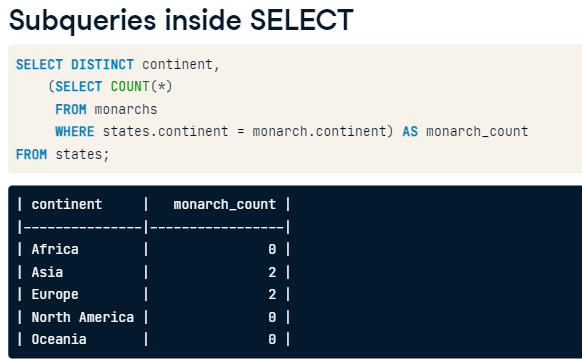 Subqueries inside SELECT
SELECT DISTINCT continent,
    (SELECT COUNT(*)
     FROM monarchs
     WHERE states.continent = monarch.continent) AS monarch_count
FROM states;
| continent     |   monarch_count |
|---------------|-----------------|
| Africa        |               0 |
| Asia          |               2 |
| Europe        |               2 |
| North America |               0 |
| Oceania       |               0 |